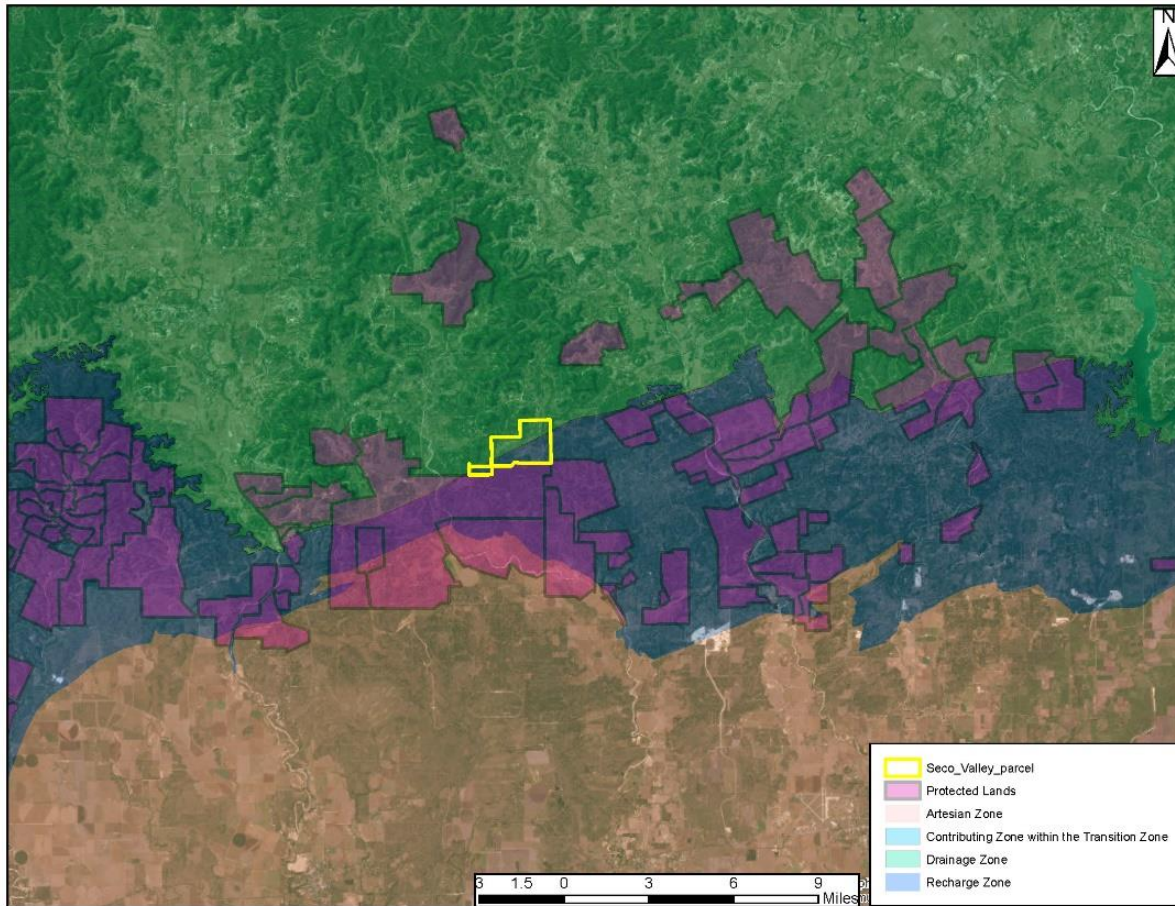 N
Seco_Valley_parcel
Protected Lands
Artesian Zone
Contributing Zone within the Transition Zone
Drainage Zone
Recharge Zone
3 1.5 0 3 6 9
Miles